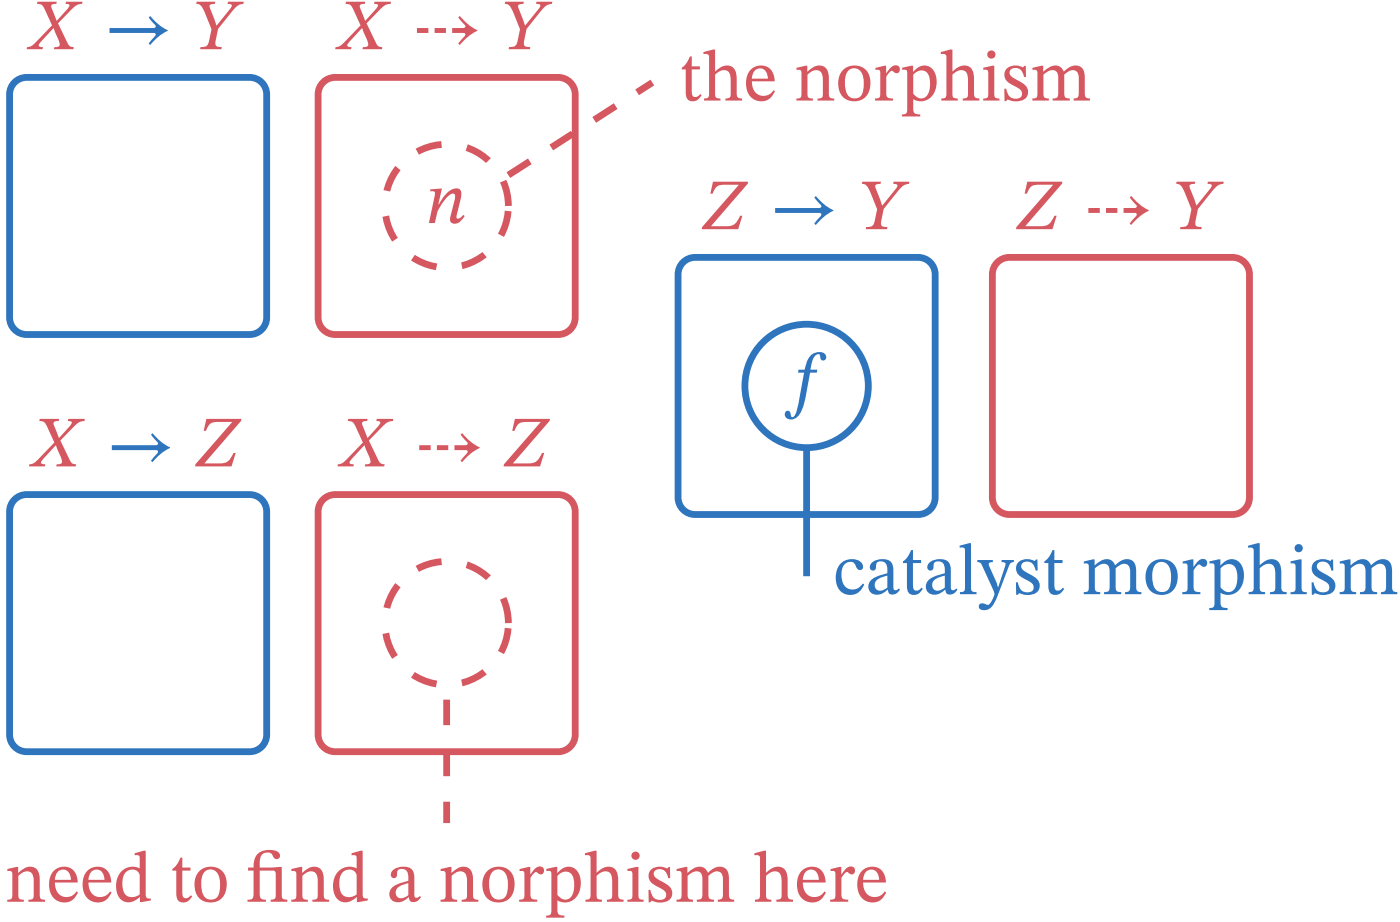 X → Y
X ⇢ Y
the norphism
n
Z → Y
Z ⇢ Y
f
X → Z
X ⇢ Z
catalyst morphism
need to find a norphism here